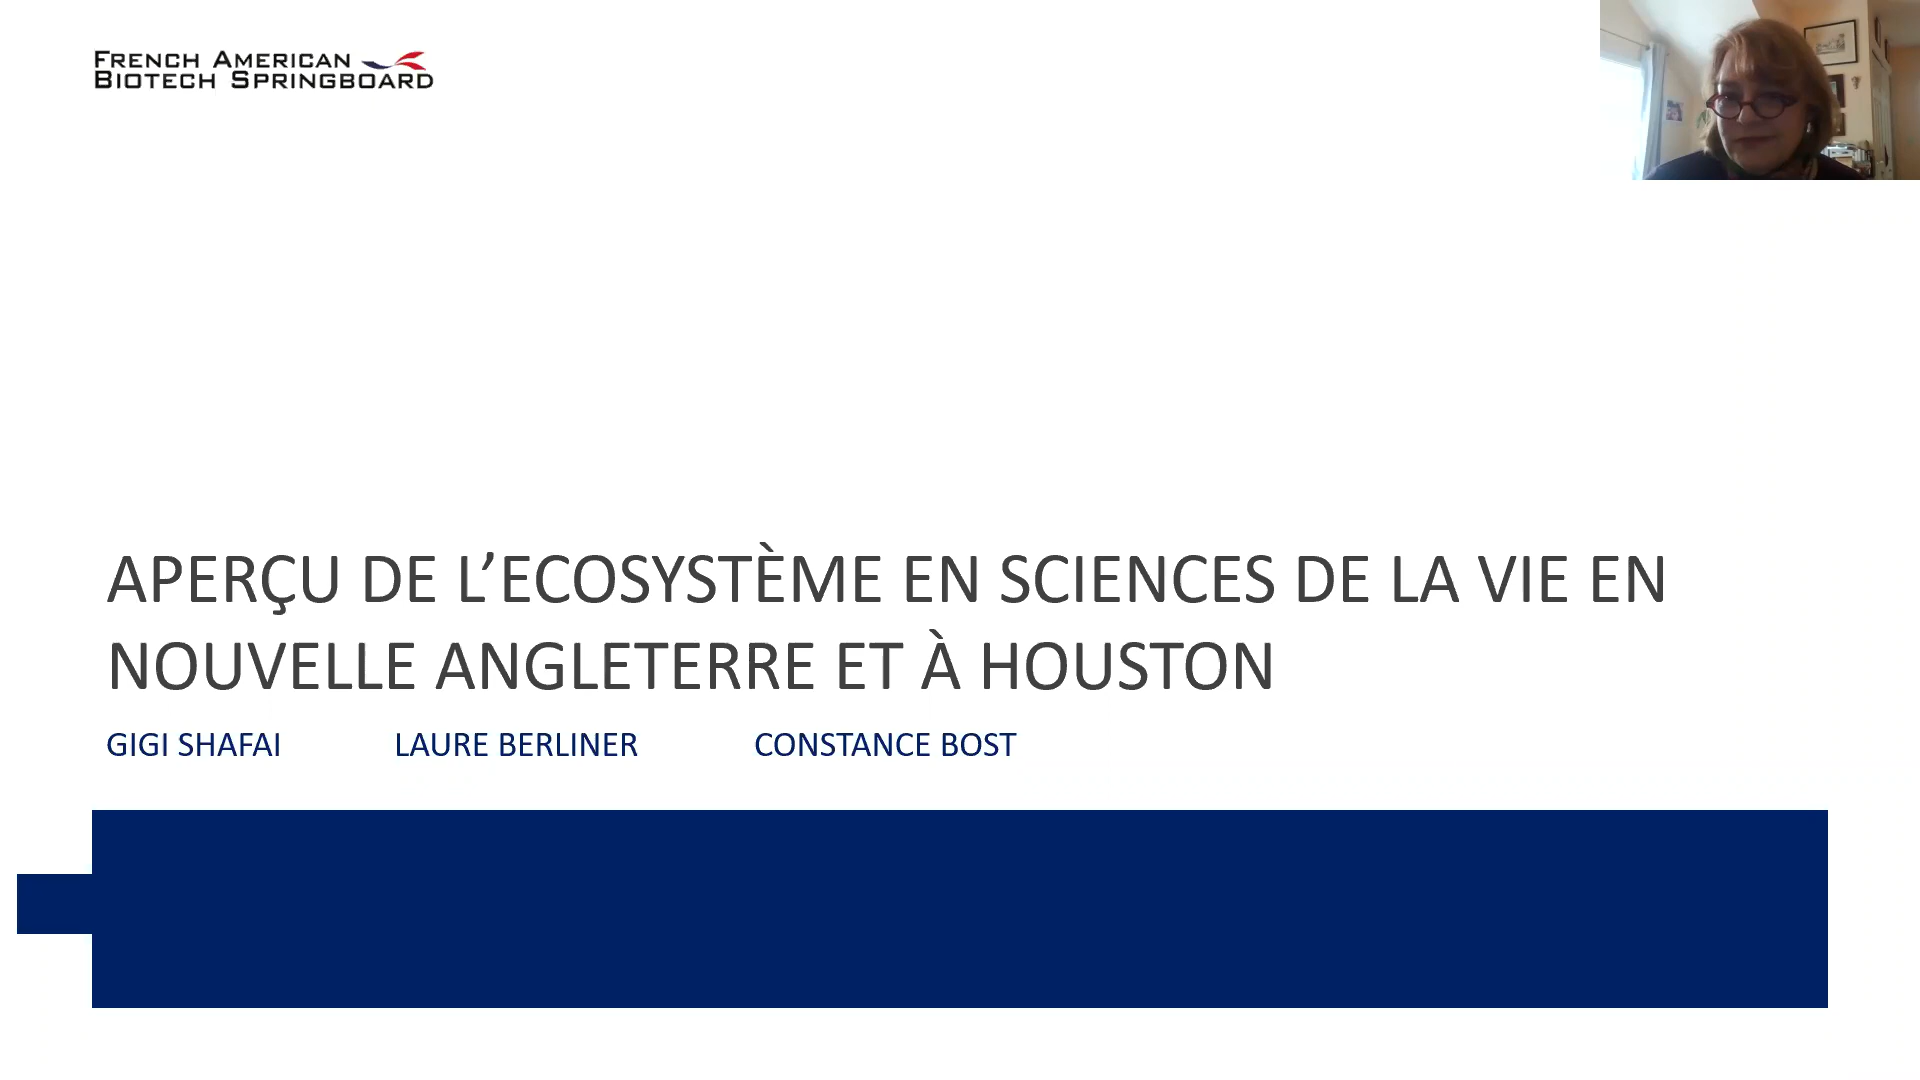 FRENCH AMERICAN
BIOTECH SPRINGBOARD
APERÇU DE L’ECOSYSTÈME EN SCIENCES DE LA VIE EN
NOUVELLE ANGLETERRE ET À HOUSTON
GIGI SHAFAI LAURE BERLINER CONSTANCE BOST